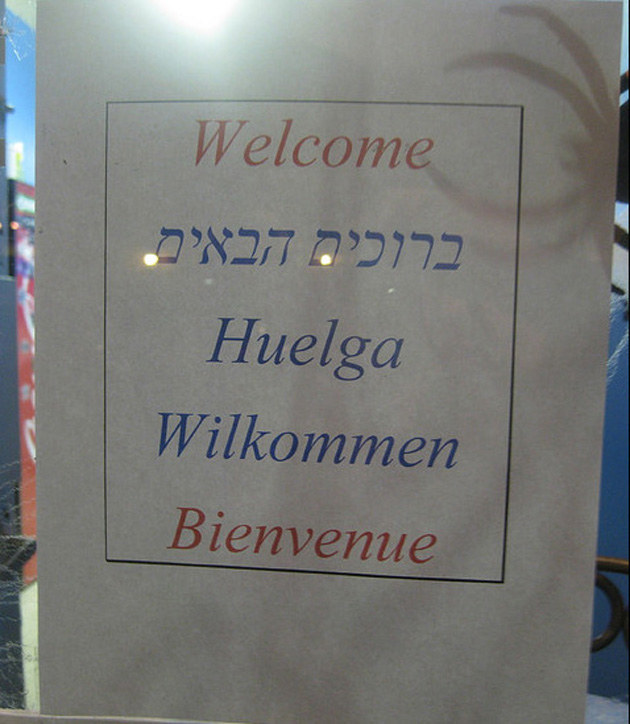 Welcome
ברוכים הבאים
Huelga
Wilkommen
Bienvenue